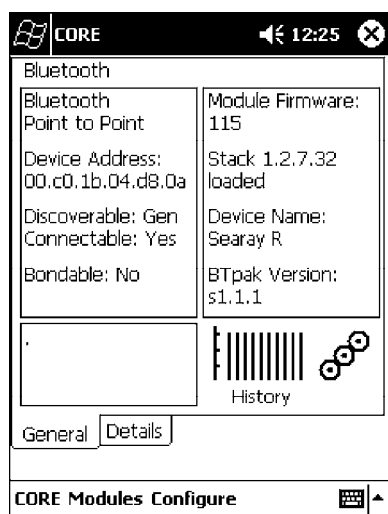 CORE 12:25
Bluetooth
Bluetooth
Point to Point
Device Address:
00.c0.1b.04.d8.0a
Discoverable: Gen
Connectable: Yes
Bondable: No
Module Firmware:
115
Stack 1.2.7.32
loaded
Device Name:
Searay R
BTpak Version:
s1.1.1
.
History
General Details
CORE Modules Configure